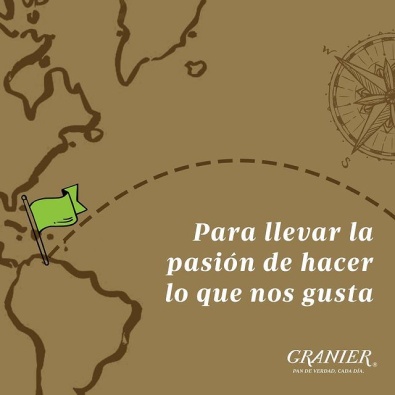 W
S
Para llevar la
pasión de hacer
lo que nos gusta
GRANIER®
PAN DE VERDAD, CADA DÍA.